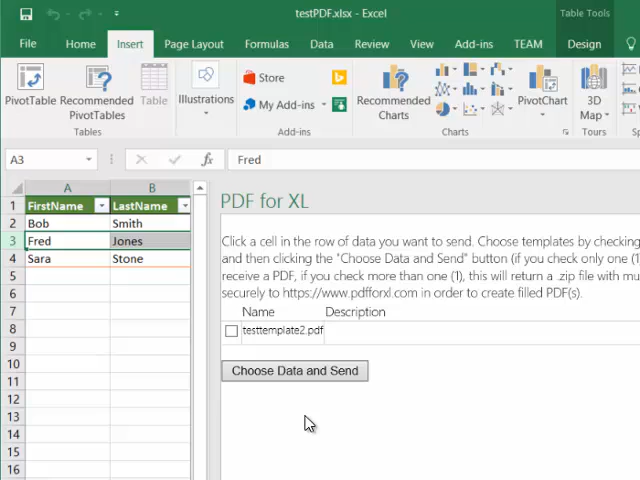 testPDF.xlsx - Excel
Table Tools
File
Home
Insert
Page Layout
Formulas
Data
Review
View
Add-ins
TEAM
Design
PivotTable
Recommended
PivotTables
Table
Illustrations
Store
My Add-ins
Recommended
Charts
PivotChart
3D
Map
Tables
Add-ins
Charts
Tours
A3
fx
Fred
A
B
1 FirstName LastName
2 Bob Smith
3 Fred Jones
4 Sara Stone
5
6
7
8
9
10
11
12
13
14
15
16
PDF for XL
Click a cell in the row of data you want to send. Choose templates by checking
and then clicking the "Choose Data and Send" button (if you check only one (1)
receive a PDF, if you check more than one (1), this will return a .zip file with mu
securely to https://www.pdfforxl.com in order to create filled PDF(s).
Name Description
testtemplate2.pdf
Choose Data and Send